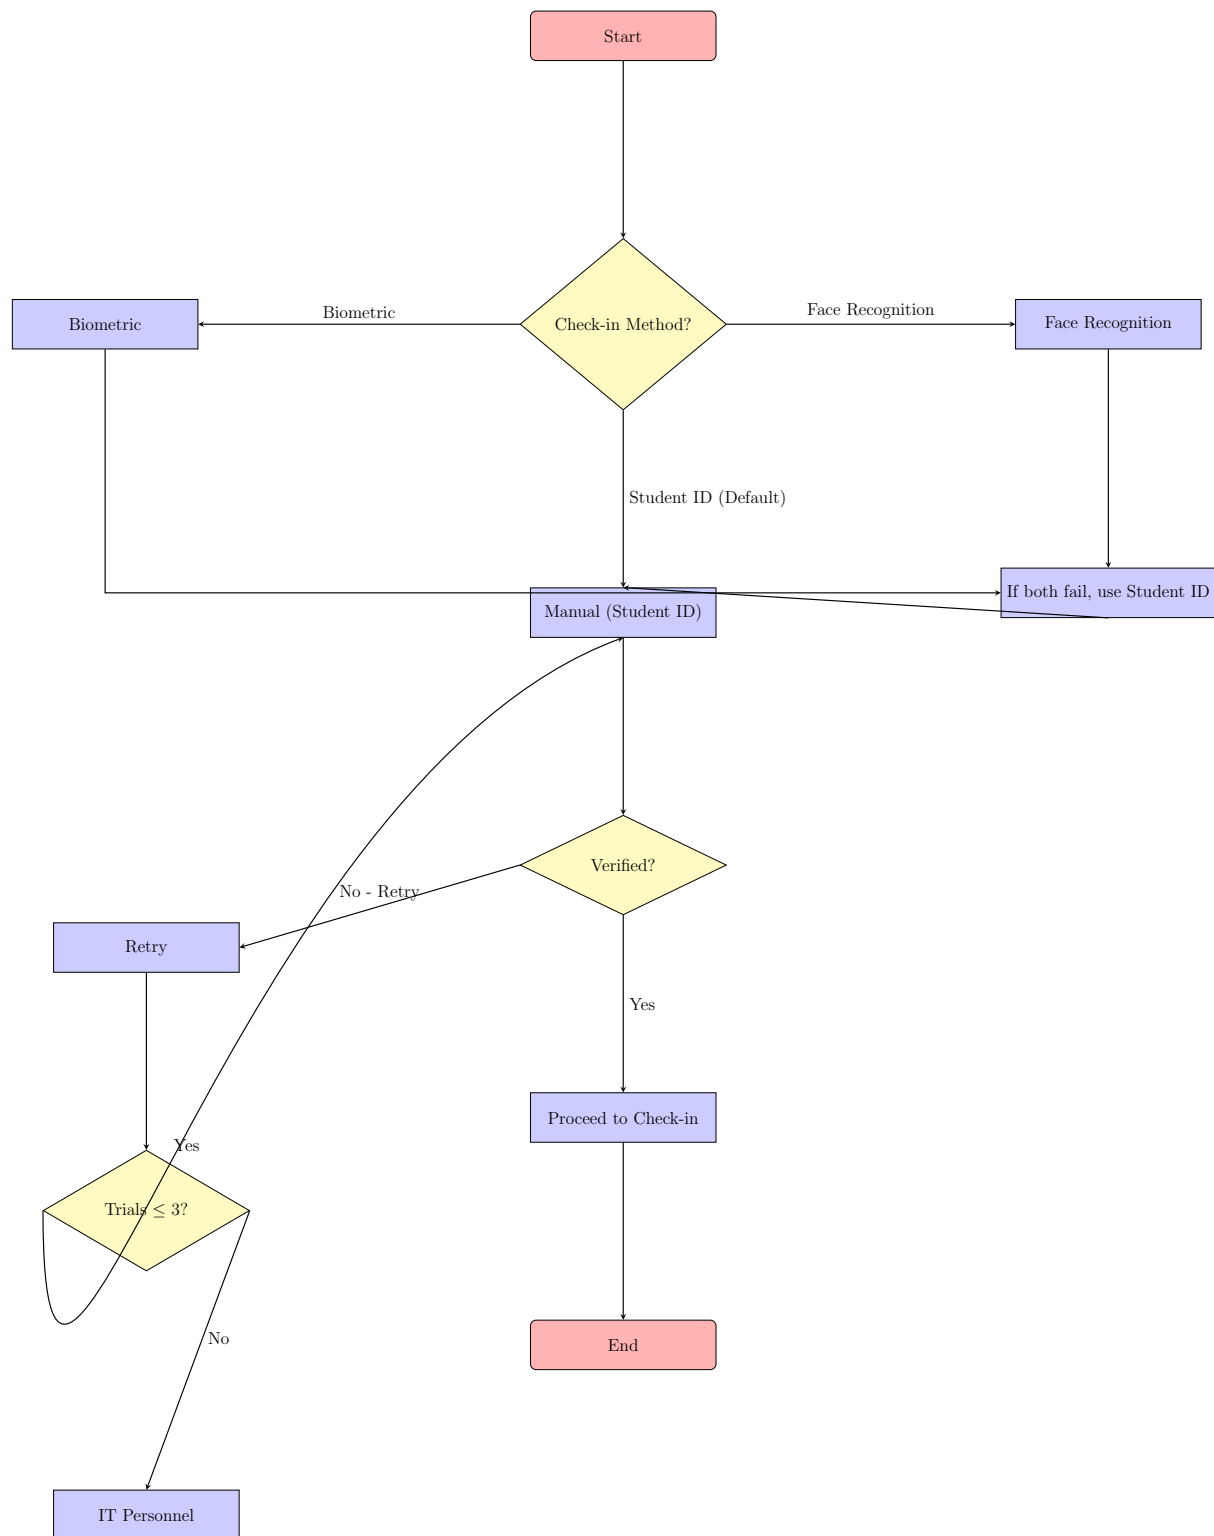 Start
Biometric
Biometric
Check-in Method?
Face Recognition
Face Recognition
Student ID (Default)
Manual (Student ID)
If both fail, use Student ID
Verified?
No - Retry
Retry
Yes
Proceed to Check-in
Yes
Trials ≤ 3?
No
End
IT Personnel